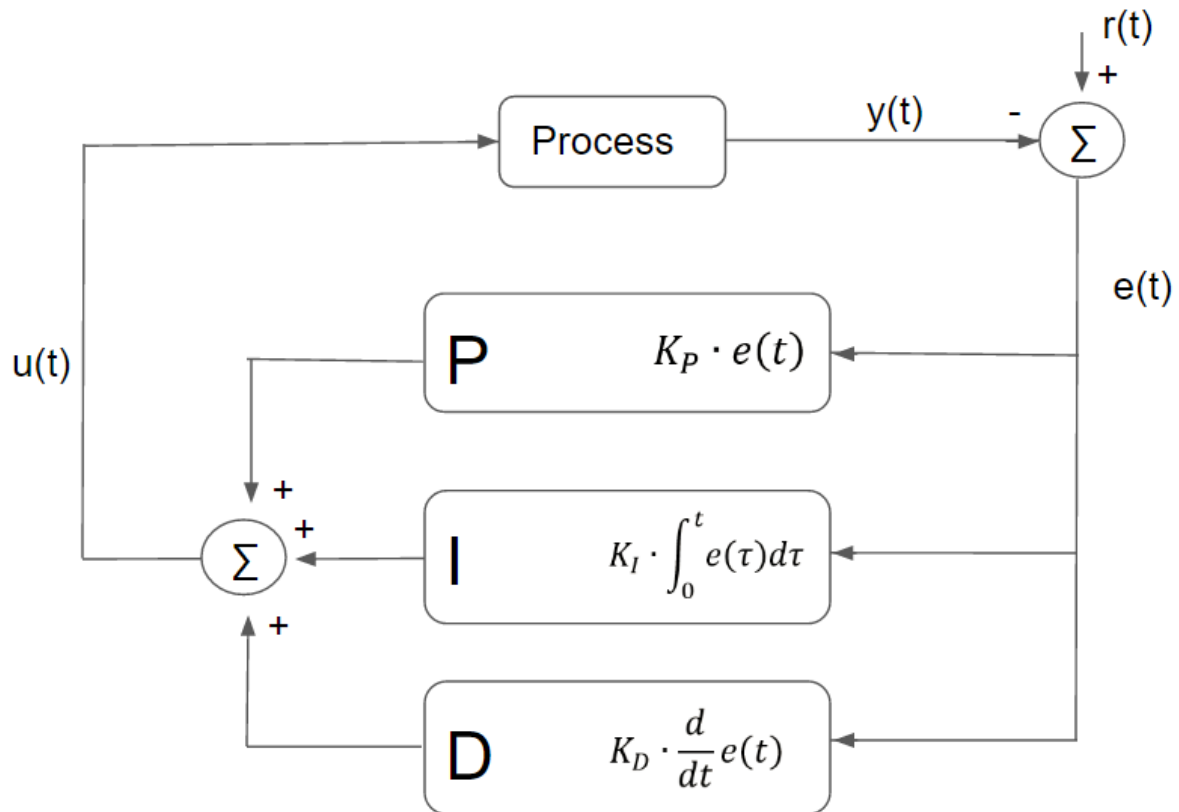 r(t)
+
y(t)
-
Process
Σ
e(t)
P K_P · e(t)
u(t)
+
+
I K_I · ∫_0^t e(τ)dτ
Σ
+
D K_D · d/dt e(t)